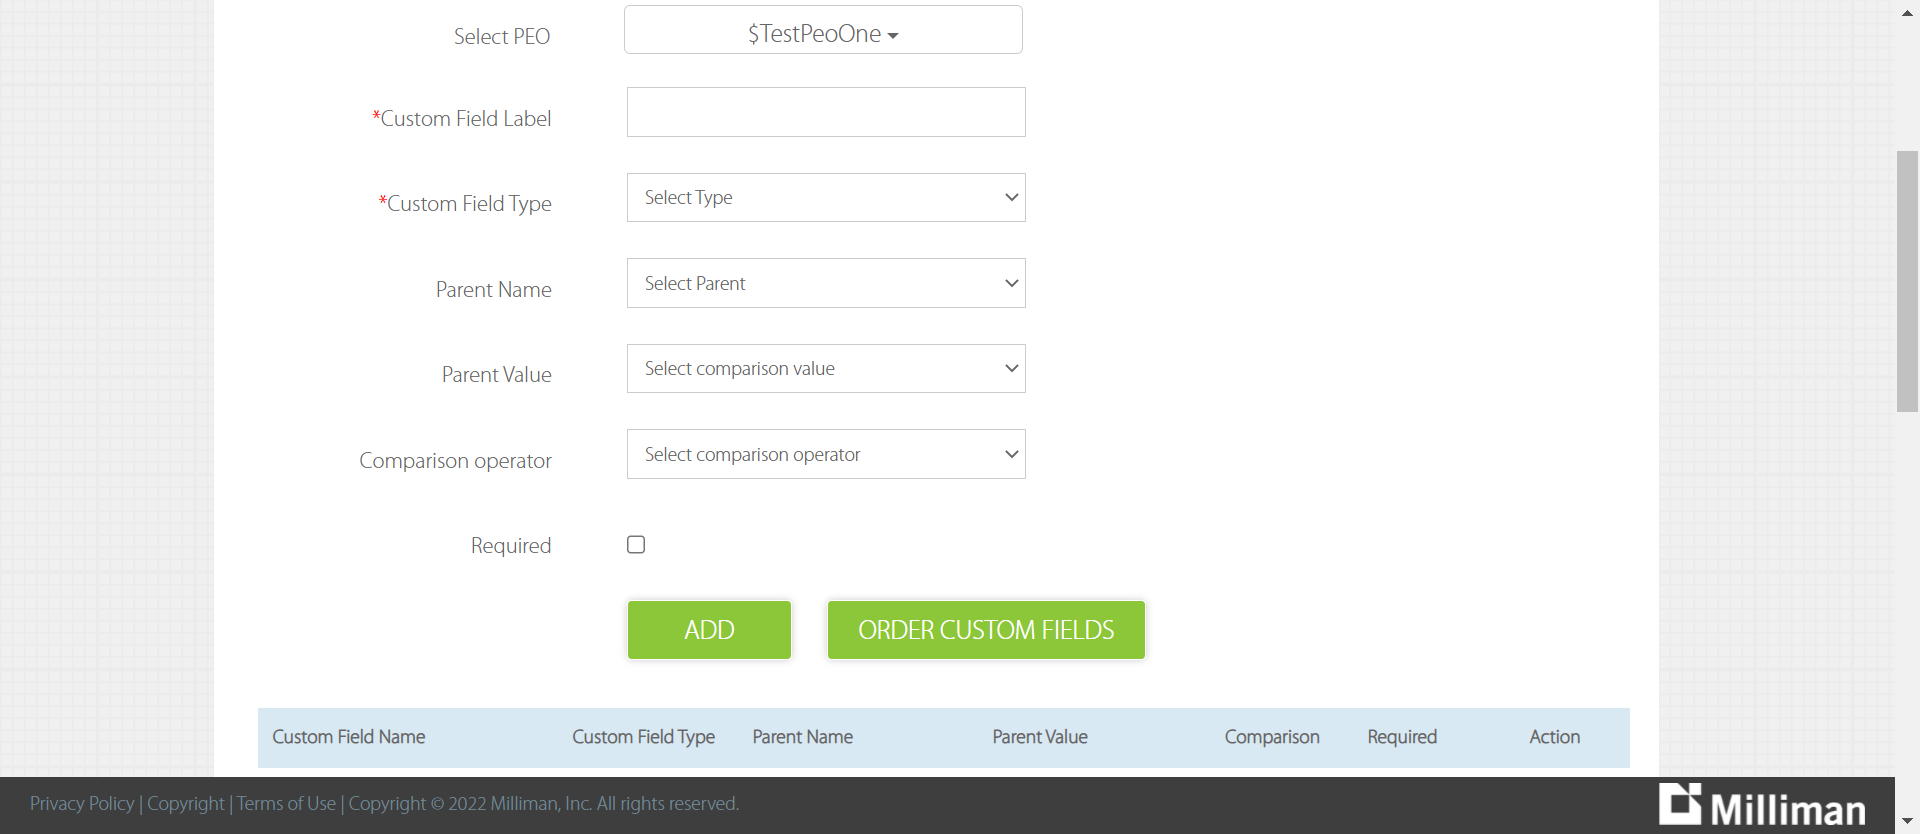 Select PEO
$TestPeoOne
*Custom Field Label
*Custom Field Type
Select Type
Parent Name
Select Parent
Parent Value
Select comparison value
Comparison operator
Select comparison operator
Required
ADD
ORDER CUSTOM FIELDS
Custom Field Name Custom Field Type Parent Name Parent Value Comparison Required Action
Privacy Policy | Copyright | Terms of Use | Copyright © 2022 Milliman, Inc. All rights reserved.
Milliman